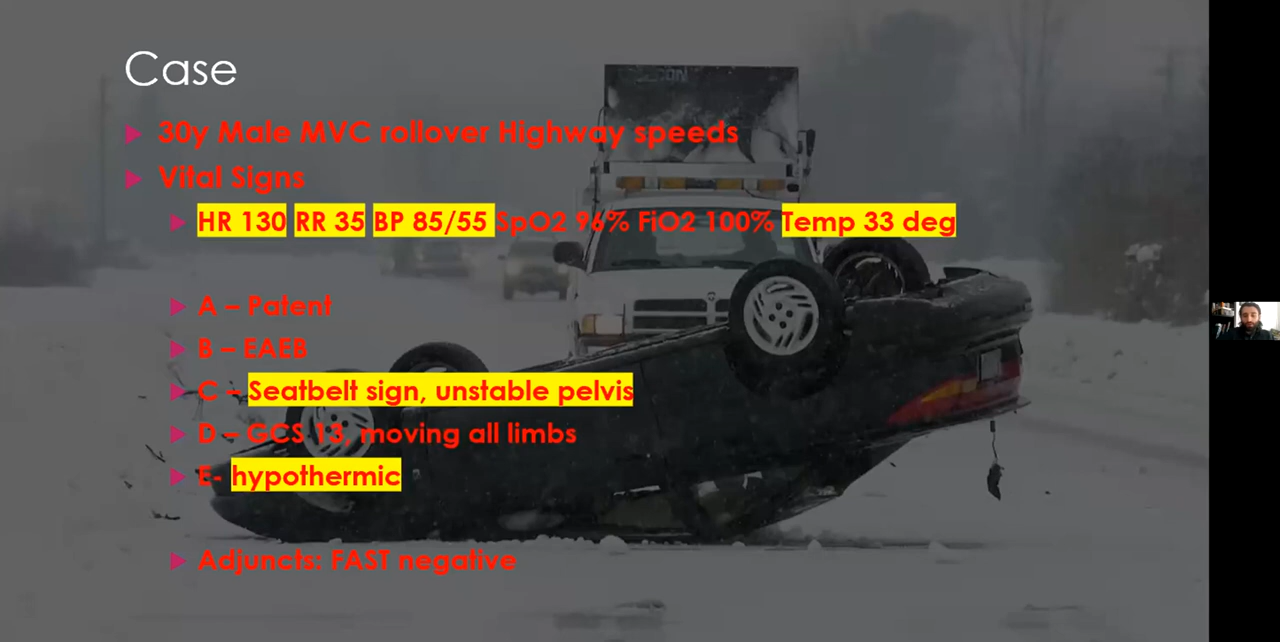 Case
30y Male MVC rollover Highway speeds
Vital Signs
HR 130 RR 35 BP 85/55 SpO2 96% FiO2 100% Temp 33 deg
A – Patent
B – EAEB
C – Seatbelt sign, unstable pelvis
D – GCS 13, moving all limbs
E- hypothermic
Adjuncts: FAST negative